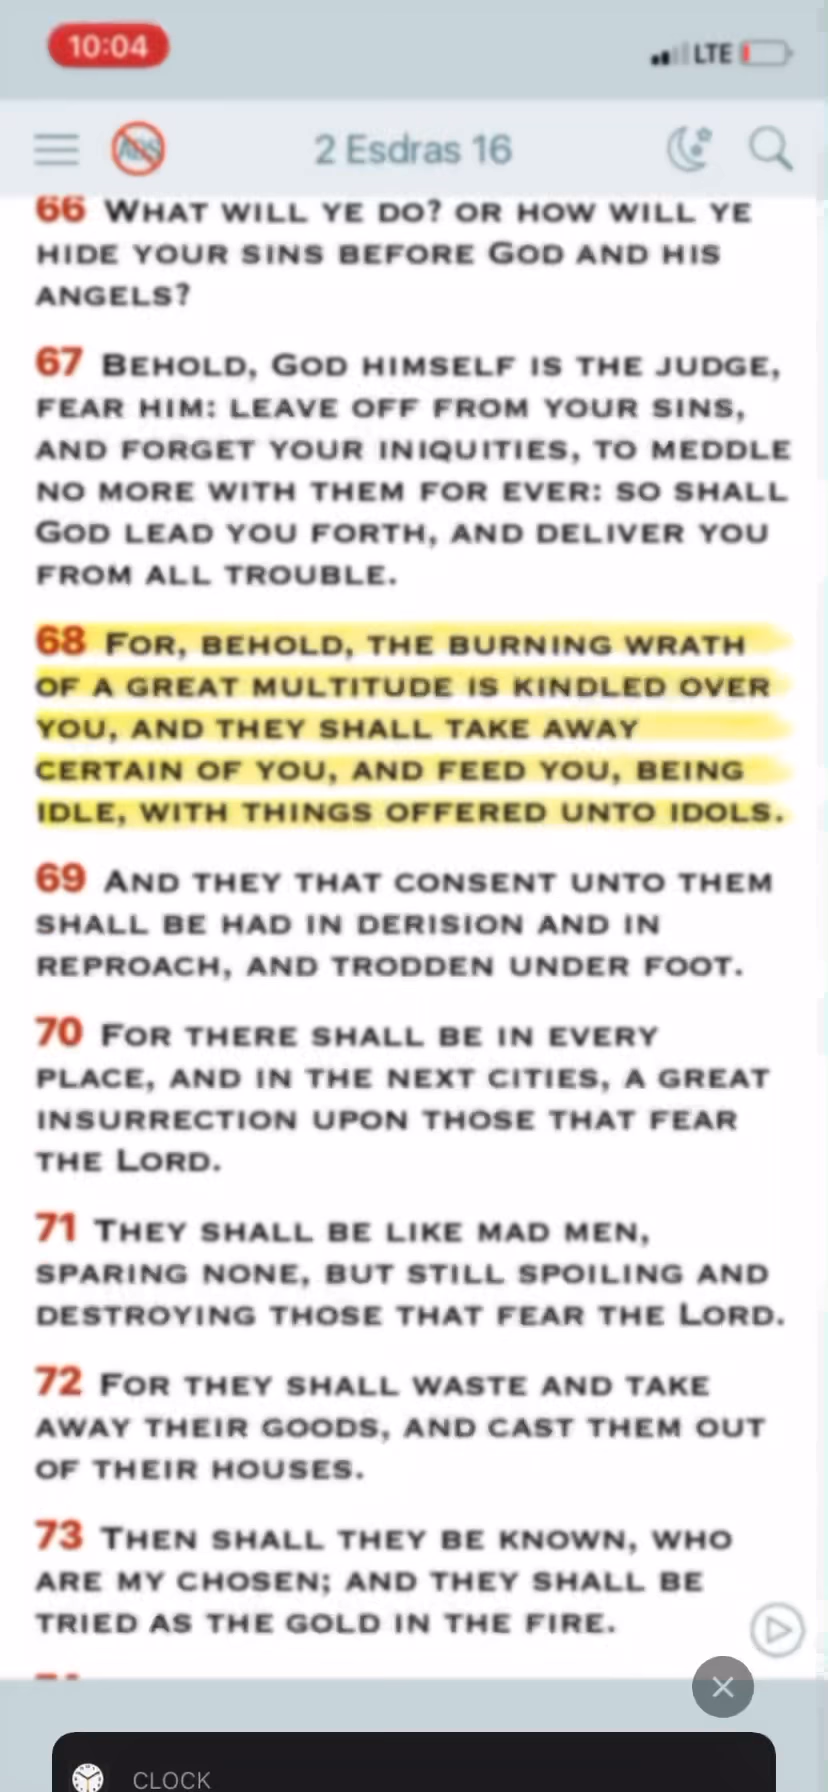 10:04
LTE
ADS
2 Esdras 16
66 WHAT WILL YE DO? OR HOW WILL YE
HIDE YOUR SINS BEFORE GOD AND HIS
ANGELS?
67 BEHOLD, GOD HIMSELF IS THE JUDGE,
FEAR HIM: LEAVE OFF FROM YOUR SINS,
AND FORGET YOUR INIQUITIES, TO MEDDLE
NO MORE WITH THEM FOR EVER: SO SHALL
GOD LEAD YOU FORTH, AND DELIVER YOU
FROM ALL TROUBLE.
68 FOR, BEHOLD, THE BURNING WRATH
OF A GREAT MULTITUDE IS KINDLED OVER
YOU, AND THEY SHALL TAKE AWAY
CERTAIN OF YOU, AND FEED YOU, BEING
IDLE, WITH THINGS OFFERED UNTO IDOLS.
69 AND THEY THAT CONSENT UNTO THEM
SHALL BE HAD IN DERISION AND IN
REPROACH, AND TRODDEN UNDER FOOT.
70 FOR THERE SHALL BE IN EVERY
PLACE, AND IN THE NEXT CITIES, A GREAT
INSURRECTION UPON THOSE THAT FEAR
THE LORD.
71 THEY SHALL BE LIKE MAD MEN,
SPARING NONE, BUT STILL SPOILING AND
DESTROYING THOSE THAT FEAR THE LORD.
72 FOR THEY SHALL WASTE AND TAKE
AWAY THEIR GOODS, AND CAST THEM OUT
OF THEIR HOUSES.
73 THEN SHALL THEY BE KNOWN, WHO
ARE MY CHOSEN; AND THEY SHALL BE
TRIED AS THE GOLD IN THE FIRE.
CLOCK